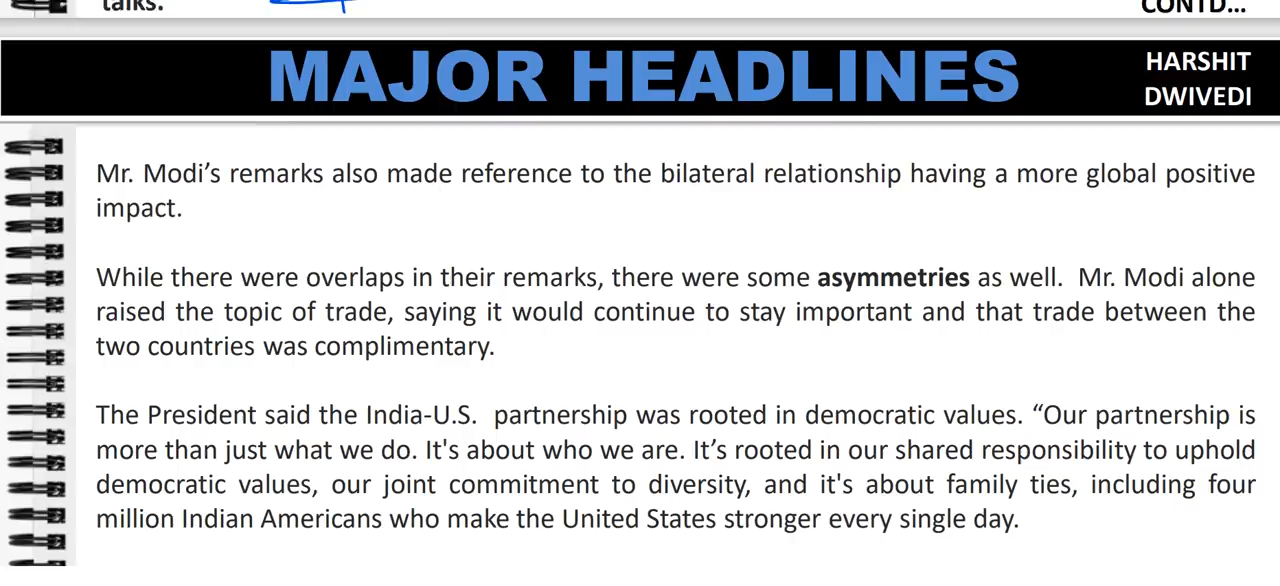 talks.
CONTD...
MAJOR HEADLINES
HARSHIT
DWIVEDI
Mr. Modi’s remarks also made reference to the bilateral relationship having a more global positive
impact.
While there were overlaps in their remarks, there were some asymmetries as well.  Mr. Modi alone
raised the topic of trade, saying it would continue to stay important and that trade between the
two countries was complimentary.
The President said the India-U.S.  partnership was rooted in democratic values. “Our partnership is
more than just what we do. It's about who we are. It’s rooted in our shared responsibility to uphold
democratic values, our joint commitment to diversity, and it's about family ties, including four
million Indian Americans who make the United States stronger every single day.